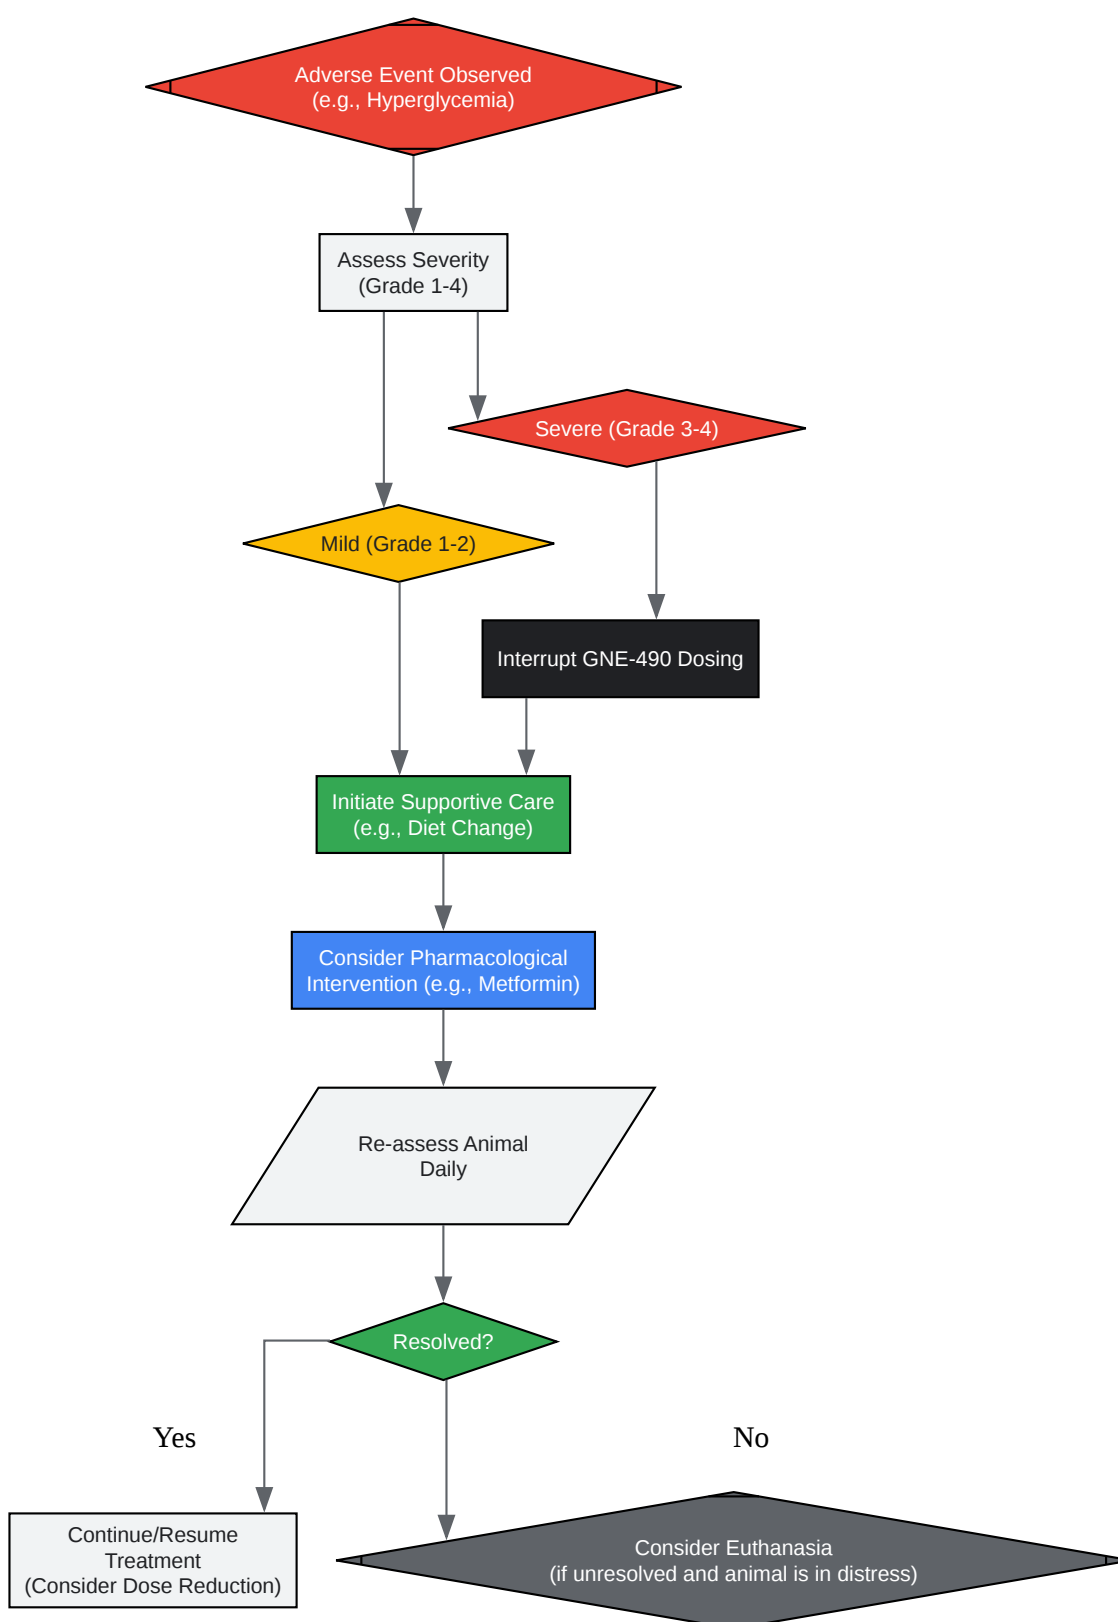 Adverse Event Observed
(e.g., Hyperglycemia)
Assess Severity
(Grade 1-4)
Severe (Grade 3-4)
Mild (Grade 1-2)
Interrupt GNE-490 Dosing
Initiate Supportive Care
(e.g., Diet Change)
Consider Pharmacological
Intervention (e.g., Metformin)
Re-assess Animal
Daily
Resolved?
Yes
No
Continue/Resume
Treatment
(Consider Dose Reduction)
Consider Euthanasia
(if unresolved and animal is in distress)